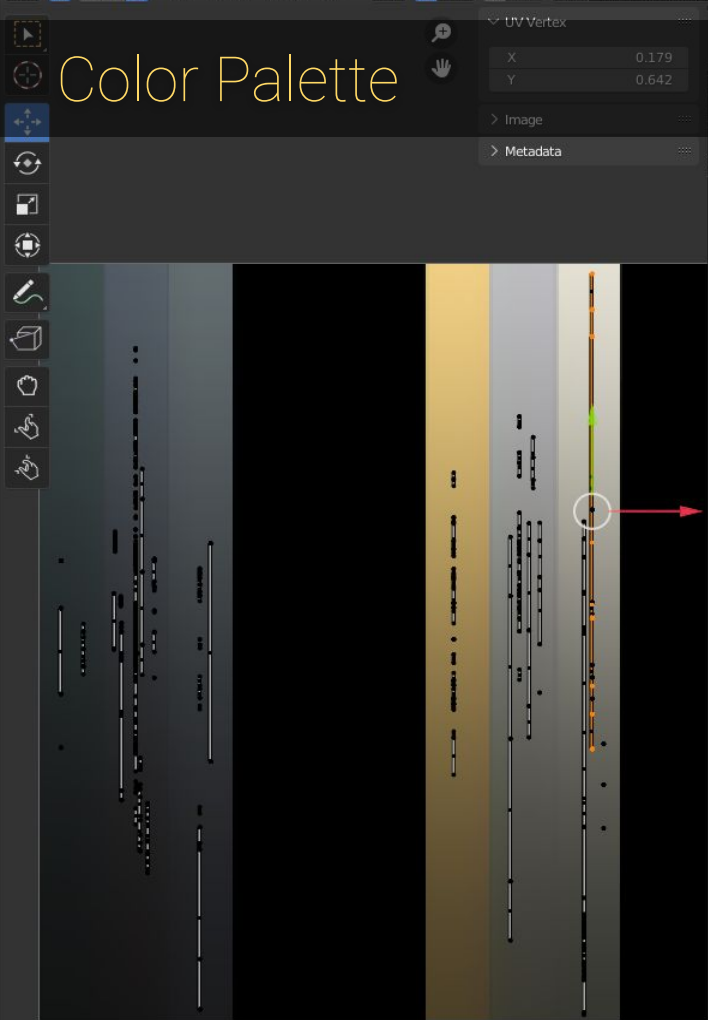 Color Palette
UV Vertex
X 0.179
Y 0.642
Image
Metadata